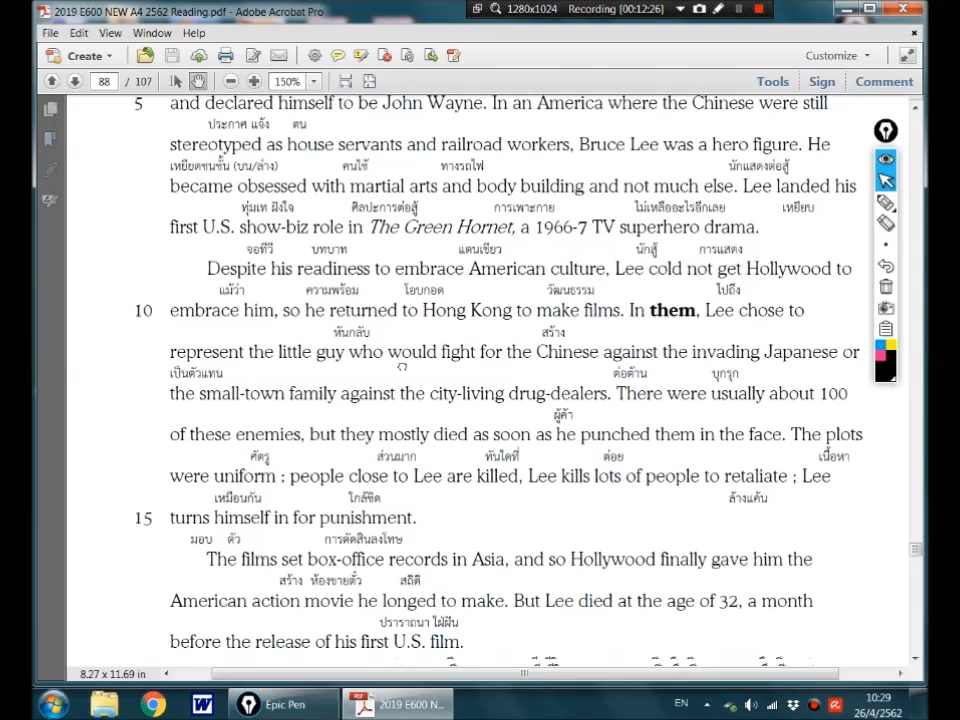 2019 E600 NEW A4 2562 Reading.pdf - Adobe Acrobat Pro
1280x1024 Recording [00:12:26]
File Edit View Window Help
Create Customize
88 / 107 150% Tools Sign Comment
5 and declared himself to be John Wayne. In an America where the Chinese were still
ประกาศ แจ้ง ตน
stereotyped as house servants and railroad workers, Bruce Lee was a hero figure. He
เหยียดชนชั้น (บน/ล่าง) คนใช้ ทางรถไฟ นักแสดงต่อสู้
became obsessed with martial arts and body building and not much else. Lee landed his
ทุ่มเท ฝังใจ ศิลปะการต่อสู้ การเพาะกาย ไม่เหลืออะไรอีกเลย เหยียบ
first U.S. show-biz role in The Green Hornet, a 1966-7 TV superhero drama.
จอทีวี บทบาท แตนเขียว นักสู้ การแสดง
Despite his readiness to embrace American culture, Lee cold not get Hollywood to
แม้ว่า ความพร้อม โอบกอด วัฒนธรรม ไปถึง
10 embrace him, so he returned to Hong Kong to make films. In them, Lee chose to
หันกลับ สร้าง
represent the little guy who would fight for the Chinese against the invading Japanese or
เป็นตัวแทน ต่อต้าน บุกรุก
the small-town family against the city-living drug-dealers. There were usually about 100
ผู้ค้า
of these enemies, but they mostly died as soon as he punched them in the face. The plots
ศัตรู ส่วนมาก ทันใดที่ ต่อย เนื้อหา
were uniform : people close to Lee are killed, Lee kills lots of people to retaliate ; Lee
เหมือนกัน ใกล้ชิด ล้างแค้น
15 turns himself in for punishment.
มอบ ตัว การตัดสินลงโทษ
The films set box-office records in Asia, and so Hollywood finally gave him the
สร้าง ห้องขายตั๋ว สถิติ
American action movie he longed to make. But Lee died at the age of 32, a month
ปรารถนา ใฝ่ฝัน
before the release of his first U.S. film.
8.27 x 11.69 in
Epic Pen 2019 E600 N... EN 10:29
26/4/2562